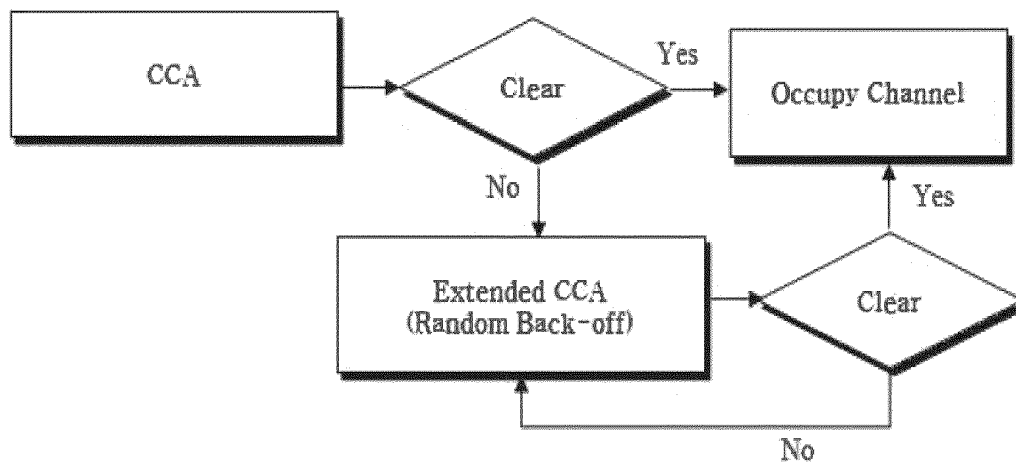 CCA
Clear
Yes
Occupy Channel
No
Yes
Extended CCA
(Random Back-off)
Clear
No